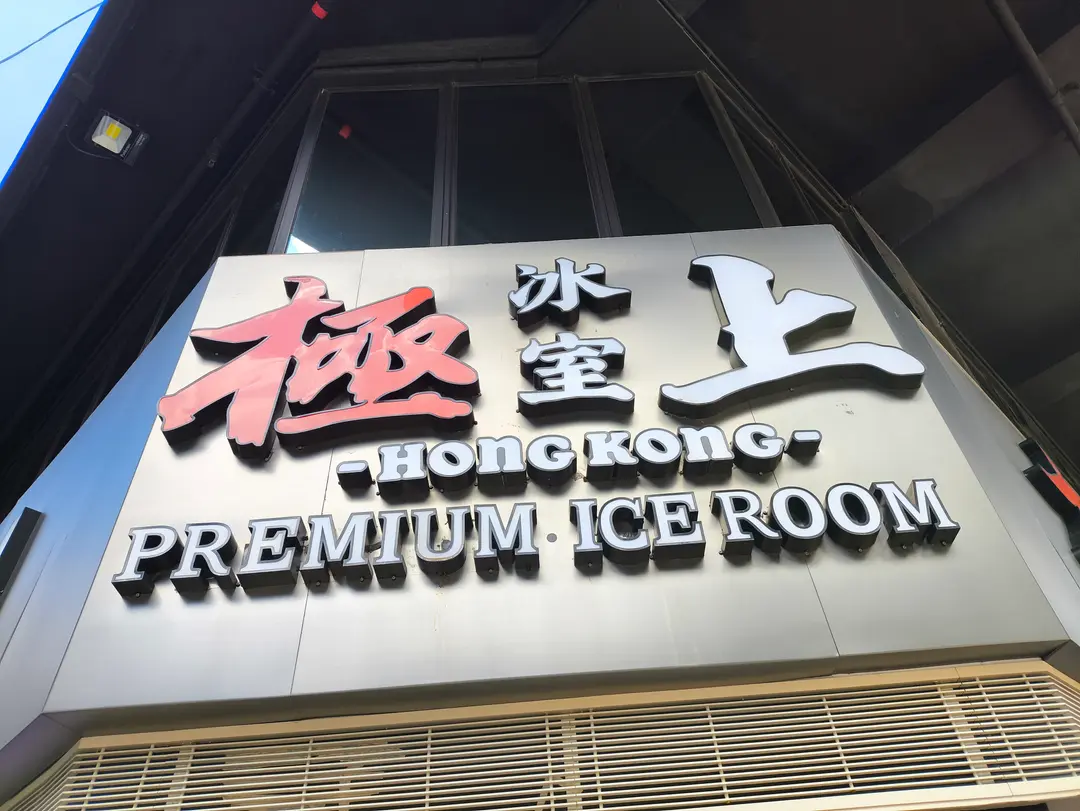 極 冰室 上
-HONG KONG-
PREMIUM · ICE ROOM